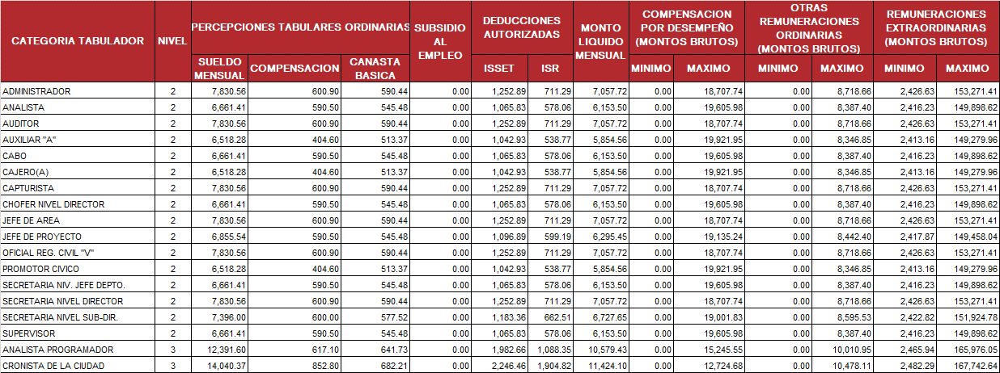 CATEGORIA TABULADOR NIVEL PERCEPCIONES TABULARES ORDINARIAS SUBSIDIO AL EMPLEO DEDUCCIONES AUTORIZADAS MONTO LIQUIDO MENSUAL COMPENSACION POR DESEMPEÑO (MONTOS BRUTOS) OTRAS REMUNERACIONES ORDINARIAS (MONTOS BRUTOS) REMUNERACIONES EXTRAORDINARIAS (MONTOS BRUTOS)
SUELDO MENSUAL COMPENSACION CANASTA BASICA ISSET ISR MINIMO MAXIMO MINIMO MAXIMO MINIMO MAXIMO
ADMINISTRADOR 2 7,830.56 600.90 590.44 0.00 1,252.89 711.29 7,057.72 0.00 18,707.74 0.00 8,718.66 2,426.63 153,271.41
ANALISTA 2 6,661.41 590.50 545.48 0.00 1,065.83 578.06 6,153.50 0.00 19,605.98 0.00 8,387.40 2,416.23 149,898.62
AUDITOR 2 7,830.56 600.90 590.44 0.00 1,252.89 711.29 7,057.72 0.00 18,707.74 0.00 8,718.66 2,426.63 153,271.41
AUXILIAR "A" 2 6,518.28 404.60 513.37 0.00 1,042.93 538.77 5,854.56 0.00 19,921.95 0.00 8,346.85 2,413.16 149,279.96
CABO 2 6,661.41 590.50 545.48 0.00 1,065.83 578.06 6,153.50 0.00 19,605.98 0.00 8,387.40 2,416.23 149,898.62
CAJERO(A) 2 6,518.28 404.60 513.37 0.00 1,042.93 538.77 5,854.56 0.00 19,921.95 0.00 8,346.85 2,413.16 149,279.96
CAPTURISTA 2 7,830.56 600.90 590.44 0.00 1,252.89 711.29 7,057.72 0.00 18,707.74 0.00 8,718.66 2,426.63 153,271.41
CHOFER NIVEL DIRECTOR 2 6,661.41 590.50 545.48 0.00 1,065.83 578.06 6,153.50 0.00 19,605.98 0.00 8,387.40 2,416.23 149,898.62
JEFE DE AREA 2 7,830.56 600.90 590.44 0.00 1,252.89 711.29 7,057.72 0.00 18,707.74 0.00 8,718.66 2,426.63 153,271.41
JEFE DE PROYECTO 2 6,855.54 590.50 545.48 0.00 1,096.89 599.19 6,295.45 0.00 19,135.24 0.00 8,442.40 2,417.87 149,458.04
OFICIAL REG. CIVIL "V" 2 7,830.56 600.90 590.44 0.00 1,252.89 711.29 7,057.72 0.00 18,707.74 0.00 8,718.66 2,426.63 153,271.41
PROMOTOR CIVICO 2 6,518.28 404.60 513.37 0.00 1,042.93 538.77 5,854.56 0.00 19,921.95 0.00 8,346.85 2,413.16 149,279.96
SECRETARIA NIV. JEFE DEPTO. 2 6,661.41 590.50 545.48 0.00 1,065.83 578.06 6,153.50 0.00 19,605.98 0.00 8,387.40 2,416.23 149,898.62
SECRETARIA NIVEL DIRECTOR 2 7,830.56 600.90 590.44 0.00 1,252.89 711.29 7,057.72 0.00 18,707.74 0.00 8,718.66 2,426.63 153,271.41
SECRETARIA NIVEL SUB-DIR. 2 7,396.00 600.00 577.52 0.00 1,183.36 662.51 6,727.65 0.00 19,001.83 0.00 8,595.53 2,422.82 151,924.78
SUPERVISOR 2 6,661.41 590.50 545.48 0.00 1,065.83 578.06 6,153.50 0.00 19,605.98 0.00 8,387.40 2,416.23 149,898.62
ANALISTA PROGRAMADOR 3 12,391.60 617.10 641.73 0.00 1,982.66 1,088.35 10,579.43 0.00 15,245.55 0.00 10,010.95 2,465.94 165,976.05
CRONISTA DE LA CIUDAD 3 14,040.37 852.80 682.21 0.00 2,246.46 1,904.82 11,424.10 0.00 12,724.68 0.00 10,478.11 2,482.29 167,742.64